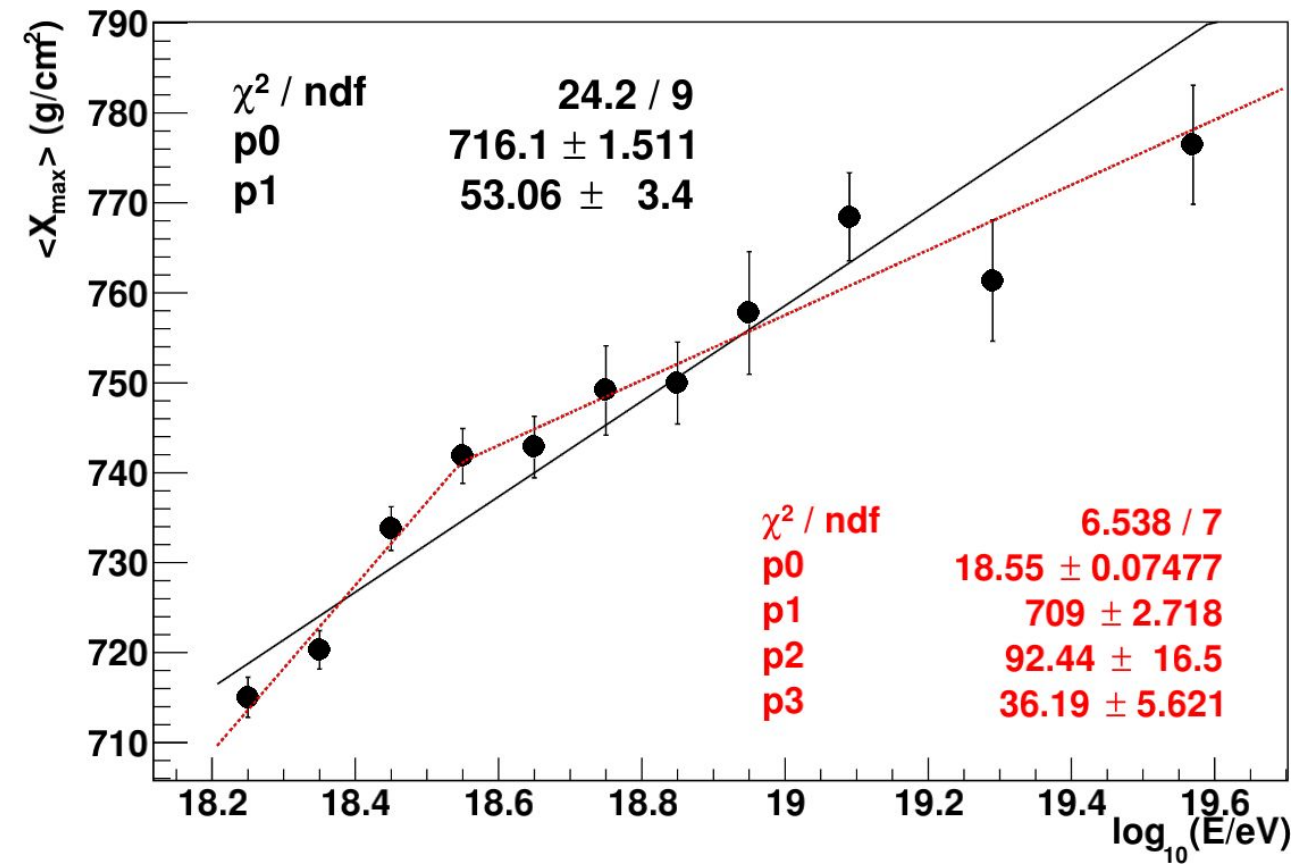 <X_max> (g/cm²)
790
780
770
760
750
740
730
720
710
χ² / ndf 24.2 / 9
p0 716.1 ± 1.511
p1 53.06 ± 3.4
χ² / ndf 6.538 / 7
p0 18.55 ± 0.07477
p1 709 ± 2.718
p2 92.44 ± 16.5
p3 36.19 ± 5.621
18.2 18.4 18.6 18.8 19 19.2 19.4 19.6
log₁₀(E/eV)